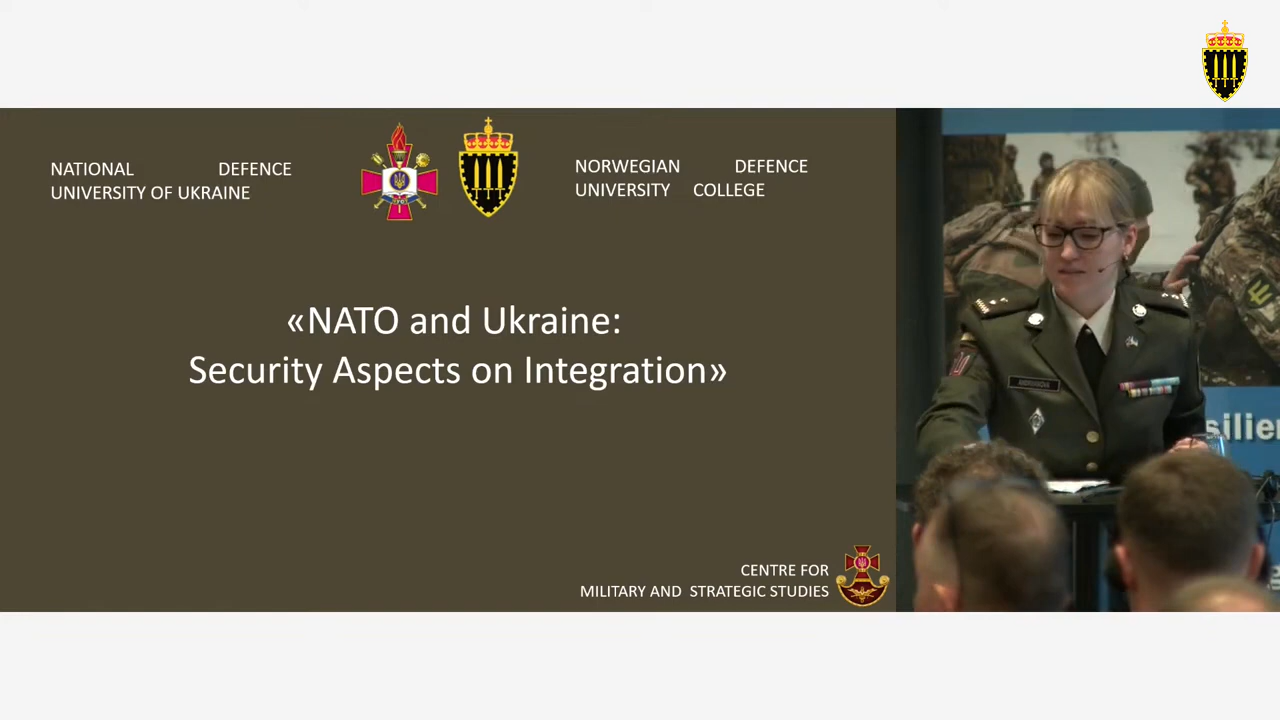 NATIONAL DEFENCE
UNIVERSITY OF UKRAINE
NORWEGIAN DEFENCE
UNIVERSITY COLLEGE
«NATO and Ukraine:
Security Aspects on Integration»
CENTRE FOR
MILITARY AND STRATEGIC STUDIES